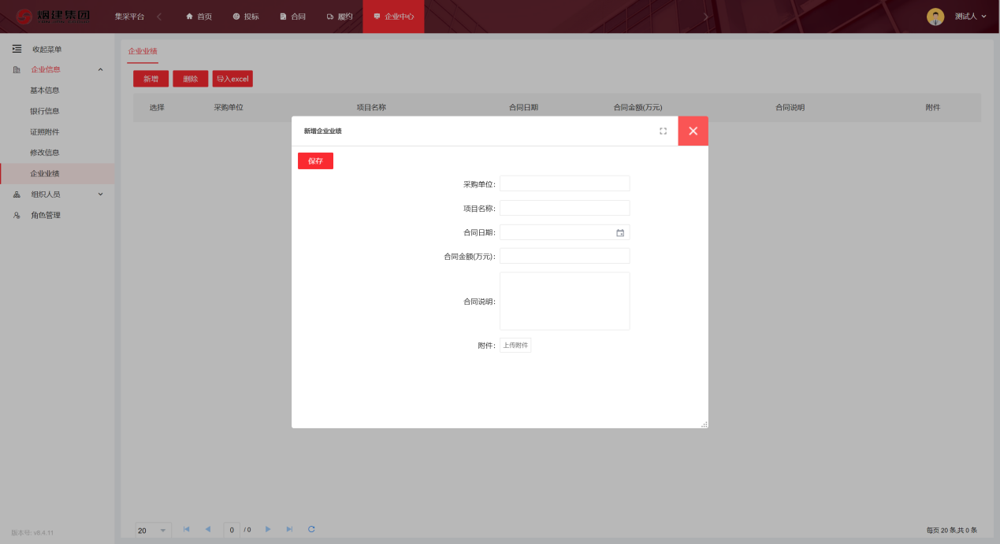 烟建集团
集采平台 首页 投标 合同 履约 企业中心 测试人
收起菜单
企业信息
基本信息
银行信息
证照附件
修改信息
企业业绩
组织人员
角色管理
版本号: v8.4.11
企业业绩
新增 删除 导入excel
选择 采购单位 项目名称 合同日期 合同金额(万元) 合同说明 附件
新增企业业绩
保存
采购单位:
项目名称:
合同日期:
合同金额(万元):
合同说明:
附件: 上传附件
20 0 / 0 每页 20 条,共 0 条